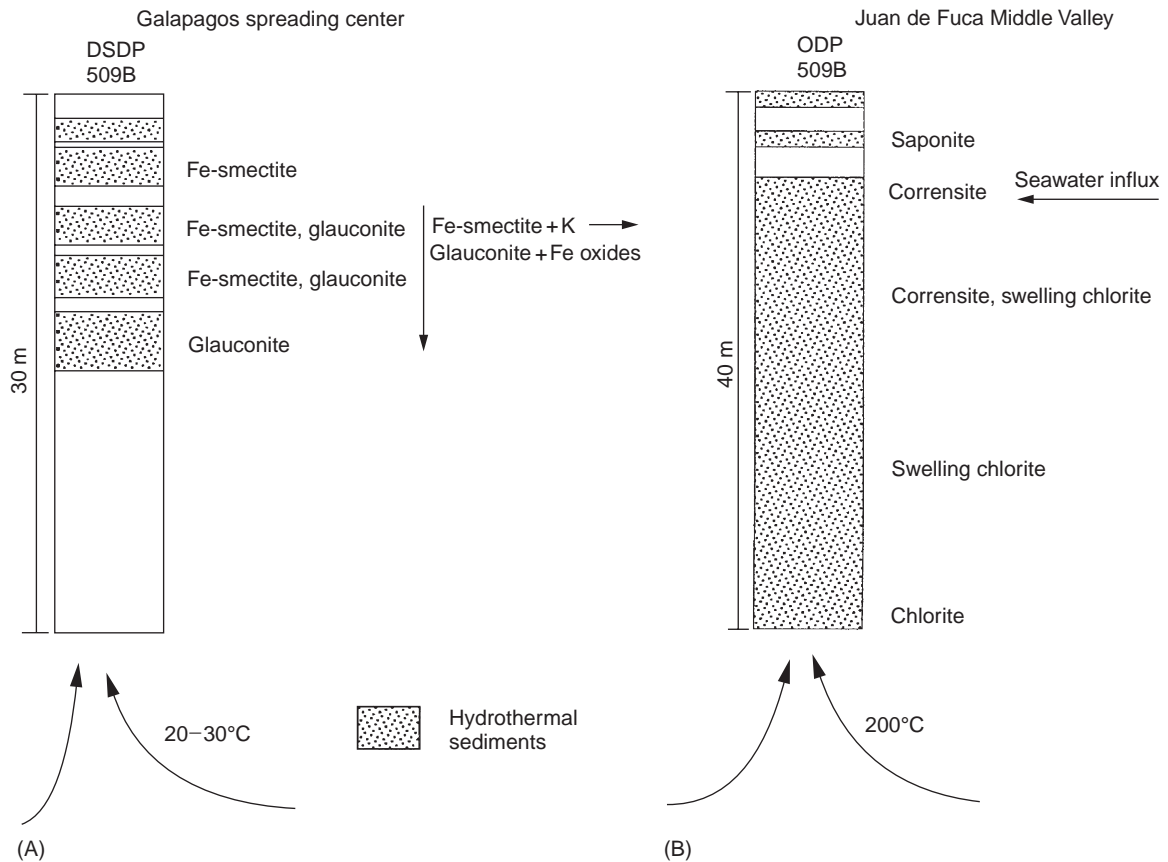 Galapagos spreading center
DSDP
509B
30 m
Fe-smectite
Fe-smectite, glauconite
Fe-smectite, glauconite
Glauconite
Fe-smectite + K
Glauconite + Fe oxides
20–30°C
Hydrothermal
sediments
(A)
Juan de Fuca Middle Valley
ODP
509B
40 m
Saponite
Corrensite
Seawater influx
Corrensite, swelling chlorite
Swelling chlorite
Chlorite
200°C
(B)